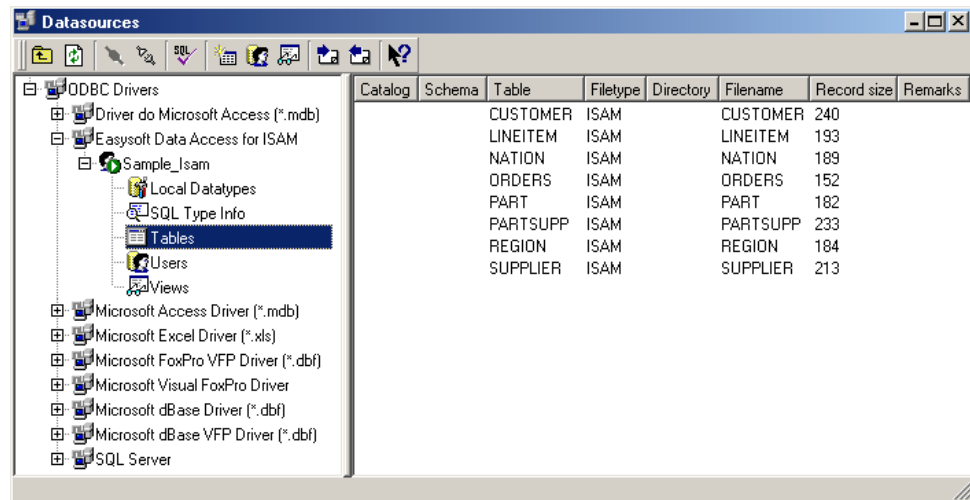 Datasources
SQL
ODBC Drivers
Driver do Microsoft Access (*.mdb)
Easysoft Data Access for ISAM
Sample_Isam
Local Datatypes
SQL Type Info
Tables
Users
Views
Microsoft Access Driver (*.mdb)
Microsoft Excel Driver (*.xls)
Microsoft FoxPro VFP Driver (*.dbf)
Microsoft Visual FoxPro Driver
Microsoft dBase Driver (*.dbf)
Microsoft dBase VFP Driver (*.dbf)
SQL Server
Catalog Schema Table Filetype Directory Filename Record size Remarks
CUSTOMER ISAM CUSTOMER 240
LINEITEM ISAM LINEITEM 193
NATION ISAM NATION 189
ORDERS ISAM ORDERS 152
PART ISAM PART 182
PARTSUPP ISAM PARTSUPP 233
REGION ISAM REGION 184
SUPPLIER ISAM SUPPLIER 213